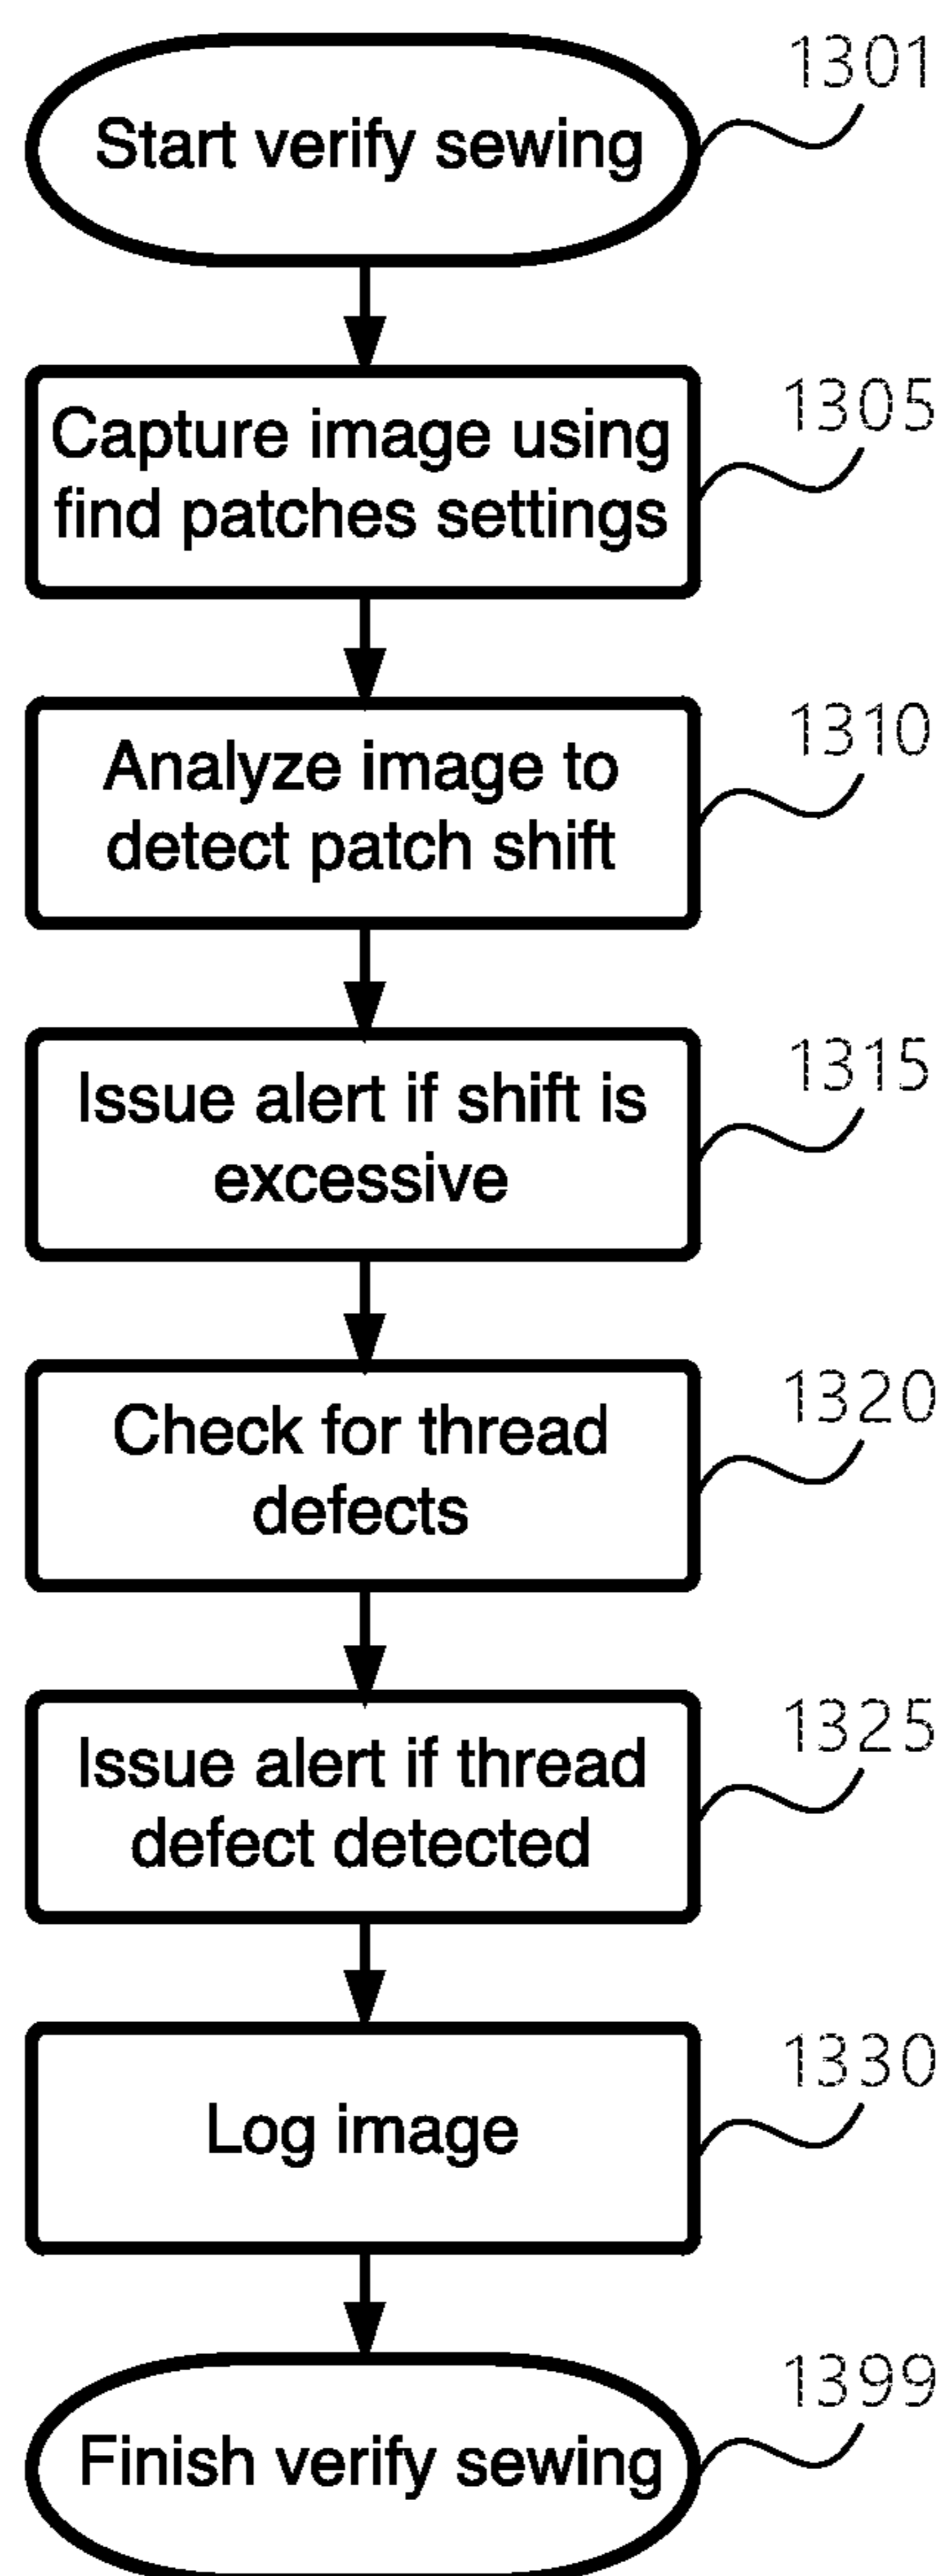 Start verify sewing
1301
Capture image using
find patches settings
1305
Analyze image to
detect patch shift
1310
Issue alert if shift is
excessive
1315
Check for thread
defects
1320
Issue alert if thread
defect detected
1325
Log image
1330
Finish verify sewing
1399